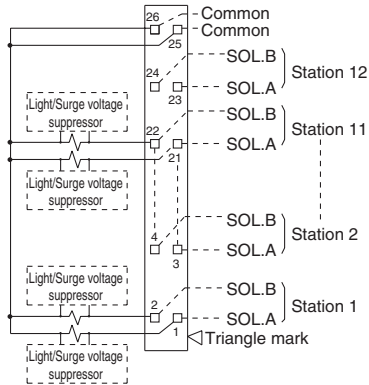 26
Common
Common
25
SOL.B
24
Station 12
SOL.A
23
Light/Surge voltage
suppressor
SOL.B
22
Station 11
SOL.A
21
Light/Surge voltage
suppressor
SOL.B
4
Station 2
SOL.A
3
Light/Surge voltage
suppressor
SOL.B
2
Station 1
SOL.A
1
Triangle mark
Light/Surge voltage
suppressor